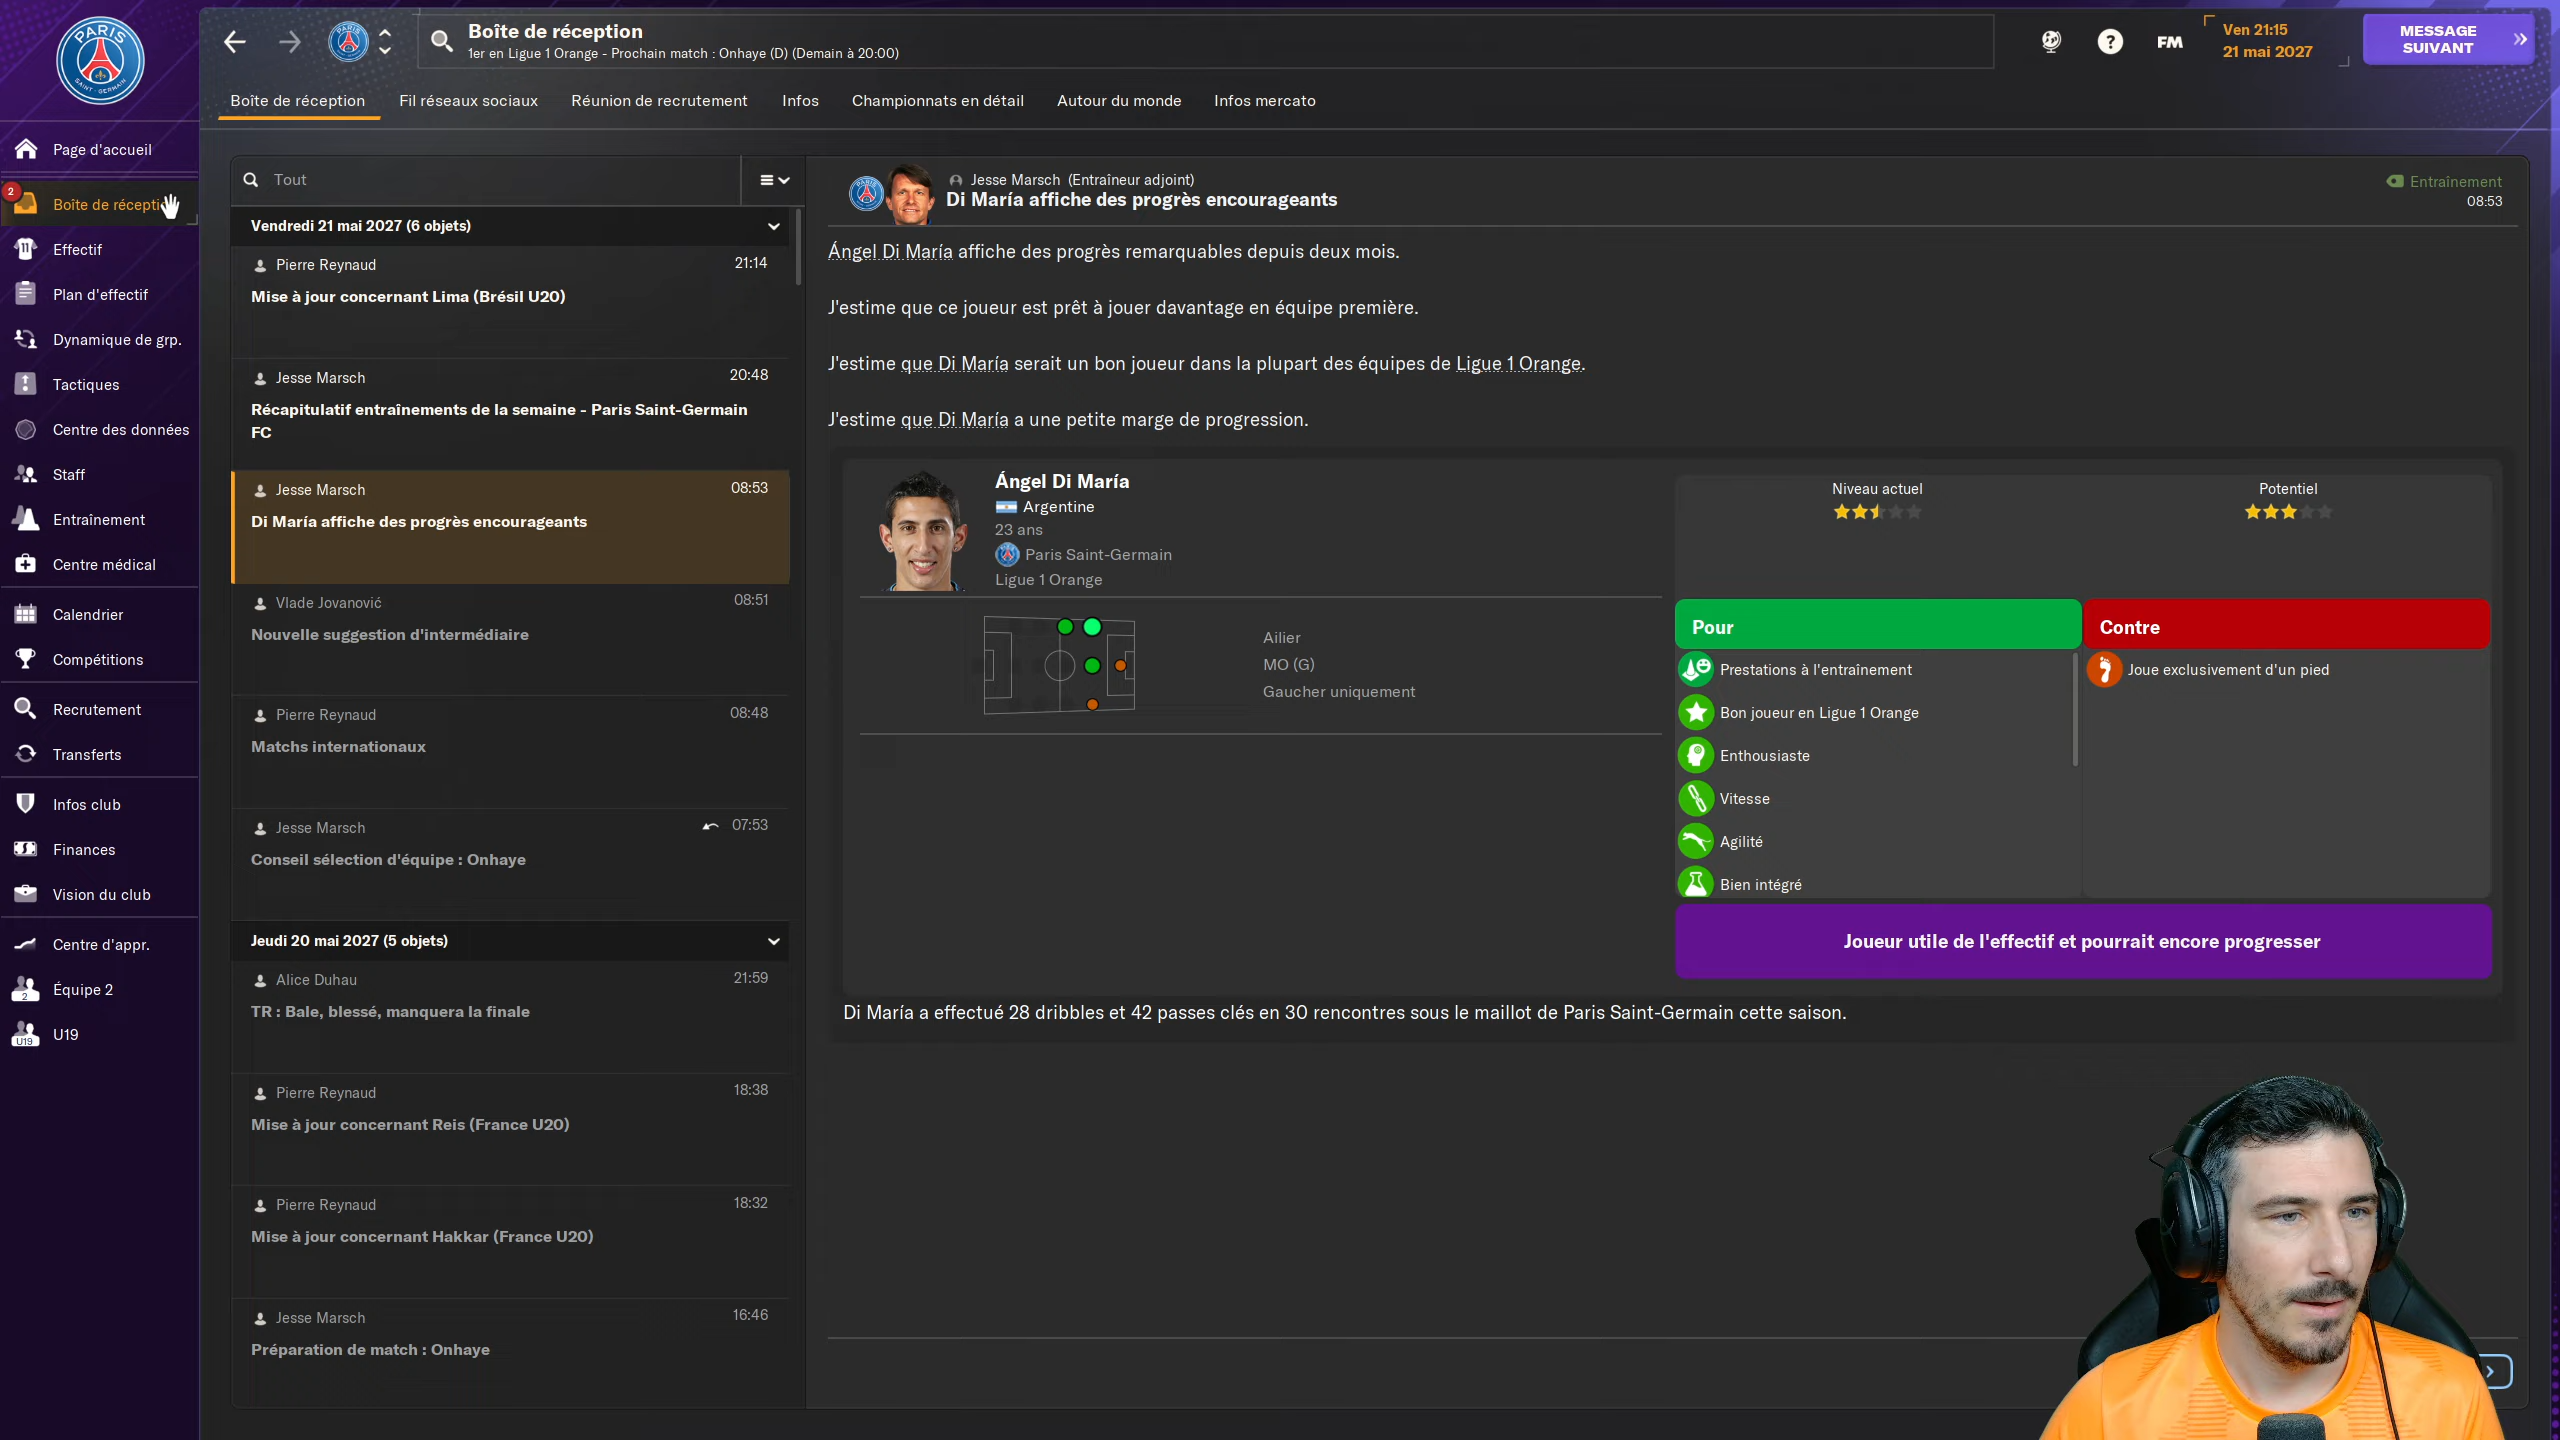 PARIS
SAINT-GERMAIN
Boîte de réception
1er en Ligue 1 Orange - Prochain match : Onhaye (D) (Demain à 20:00)
?
FM
Ven 21:15
21 mai 2027
MESSAGE
SUIVANT
Boîte de réception
Fil réseaux sociaux
Réunion de recrutement
Infos
Championnats en détail
Autour du monde
Infos mercato
Page d'accueil
2
Boîte de récepti
Effectif
Plan d'effectif
Dynamique de grp.
Tactiques
Centre des données
Staff
Entraînement
Centre médical
Calendrier
Compétitions
Recrutement
Transferts
Infos club
Finances
Vision du club
Centre d'appr.
2
Équipe 2
U19
U19
Tout
Vendredi 21 mai 2027 (6 objets)
Pierre Reynaud
21:14
Mise à jour concernant Lima (Brésil U20)
Jesse Marsch
20:48
Récapitulatif entraînements de la semaine - Paris Saint-Germain
FC
Jesse Marsch
08:53
Di María affiche des progrès encourageants
Vlade Jovanović
08:51
Nouvelle suggestion d'intermédiaire
Pierre Reynaud
08:48
Matchs internationaux
Jesse Marsch
07:53
Conseil sélection d'équipe : Onhaye
Jeudi 20 mai 2027 (5 objets)
Alice Duhau
21:59
TR : Bale, blessé, manquera la finale
Pierre Reynaud
18:38
Mise à jour concernant Reis (France U20)
Pierre Reynaud
18:32
Mise à jour concernant Hakkar (France U20)
Jesse Marsch
16:46
Préparation de match : Onhaye
Jesse Marsch (Entraîneur adjoint)
Di María affiche des progrès encourageants
Entraînement
08:53
Ángel Di María affiche des progrès remarquables depuis deux mois.
J'estime que ce joueur est prêt à jouer davantage en équipe première.
J'estime que Di María serait un bon joueur dans la plupart des équipes de Ligue 1 Orange.
J'estime que Di María a une petite marge de progression.
Ángel Di María
Argentine
23 ans
Paris Saint-Germain
Ligue 1 Orange
Ailier
MO (G)
Gaucher uniquement
Niveau actuel
Potentiel
Pour
Contre
Prestations à l'entraînement
Bon joueur en Ligue 1 Orange
Enthousiaste
Vitesse
Agilité
Bien intégré
Joue exclusivement d'un pied
Joueur utile de l'effectif et pourrait encore progresser
Di María a effectué 28 dribbles et 42 passes clés en 30 rencontres sous le maillot de Paris Saint-Germain cette saison.